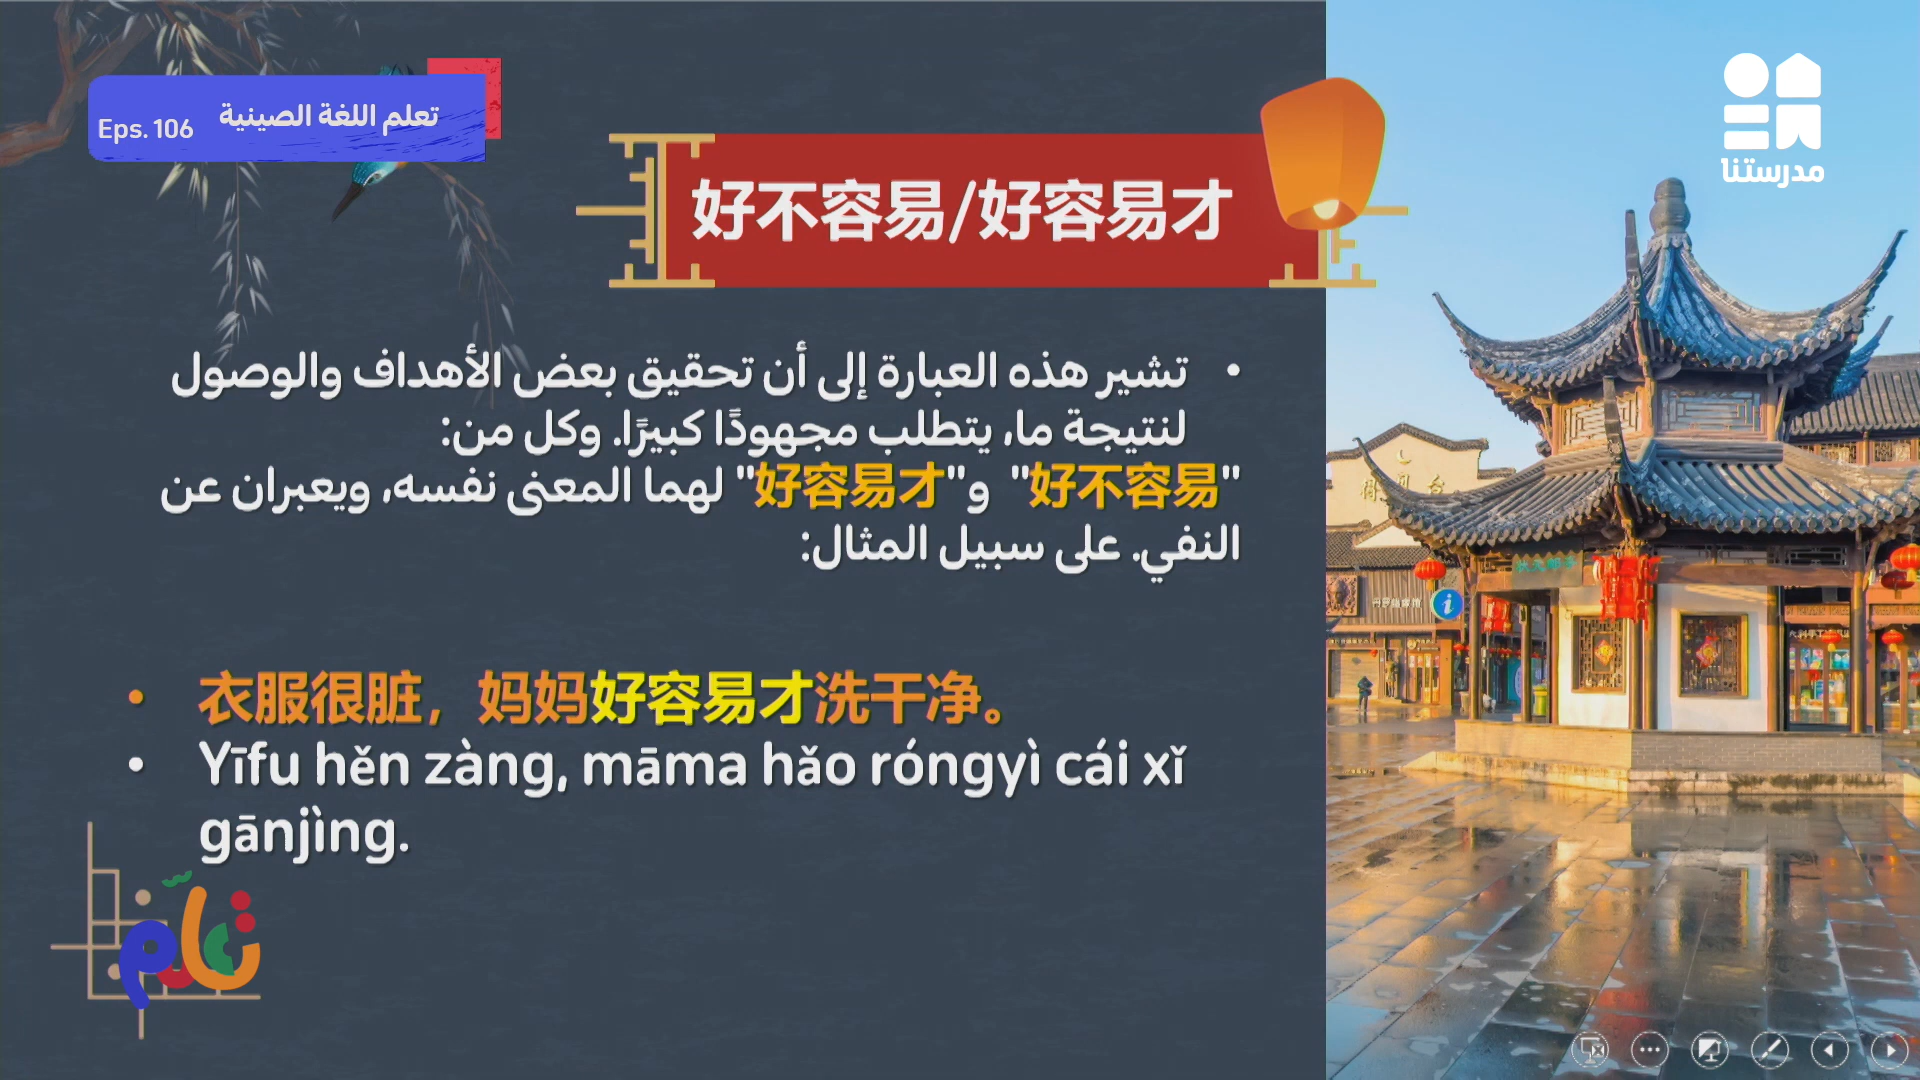 تعلم اللغة الصينية
Eps. 106
مدرستنا
好不容易/好容易才
• تشير هذه العبارة إلى أن تحقيق بعض الأهداف والوصول
لنتيجة ما، يتطلب مجهودًا كبيرًا. وكل من:
"好不容易" و"好容易才" لهما المعنى نفسه، ويعبران عن
النفي. على سبيل المثال:
• 衣服很脏，妈妈好容易才洗干净。
• Yīfu hěn zàng, māma hǎo róngyì cái xǐ
gānjìng.